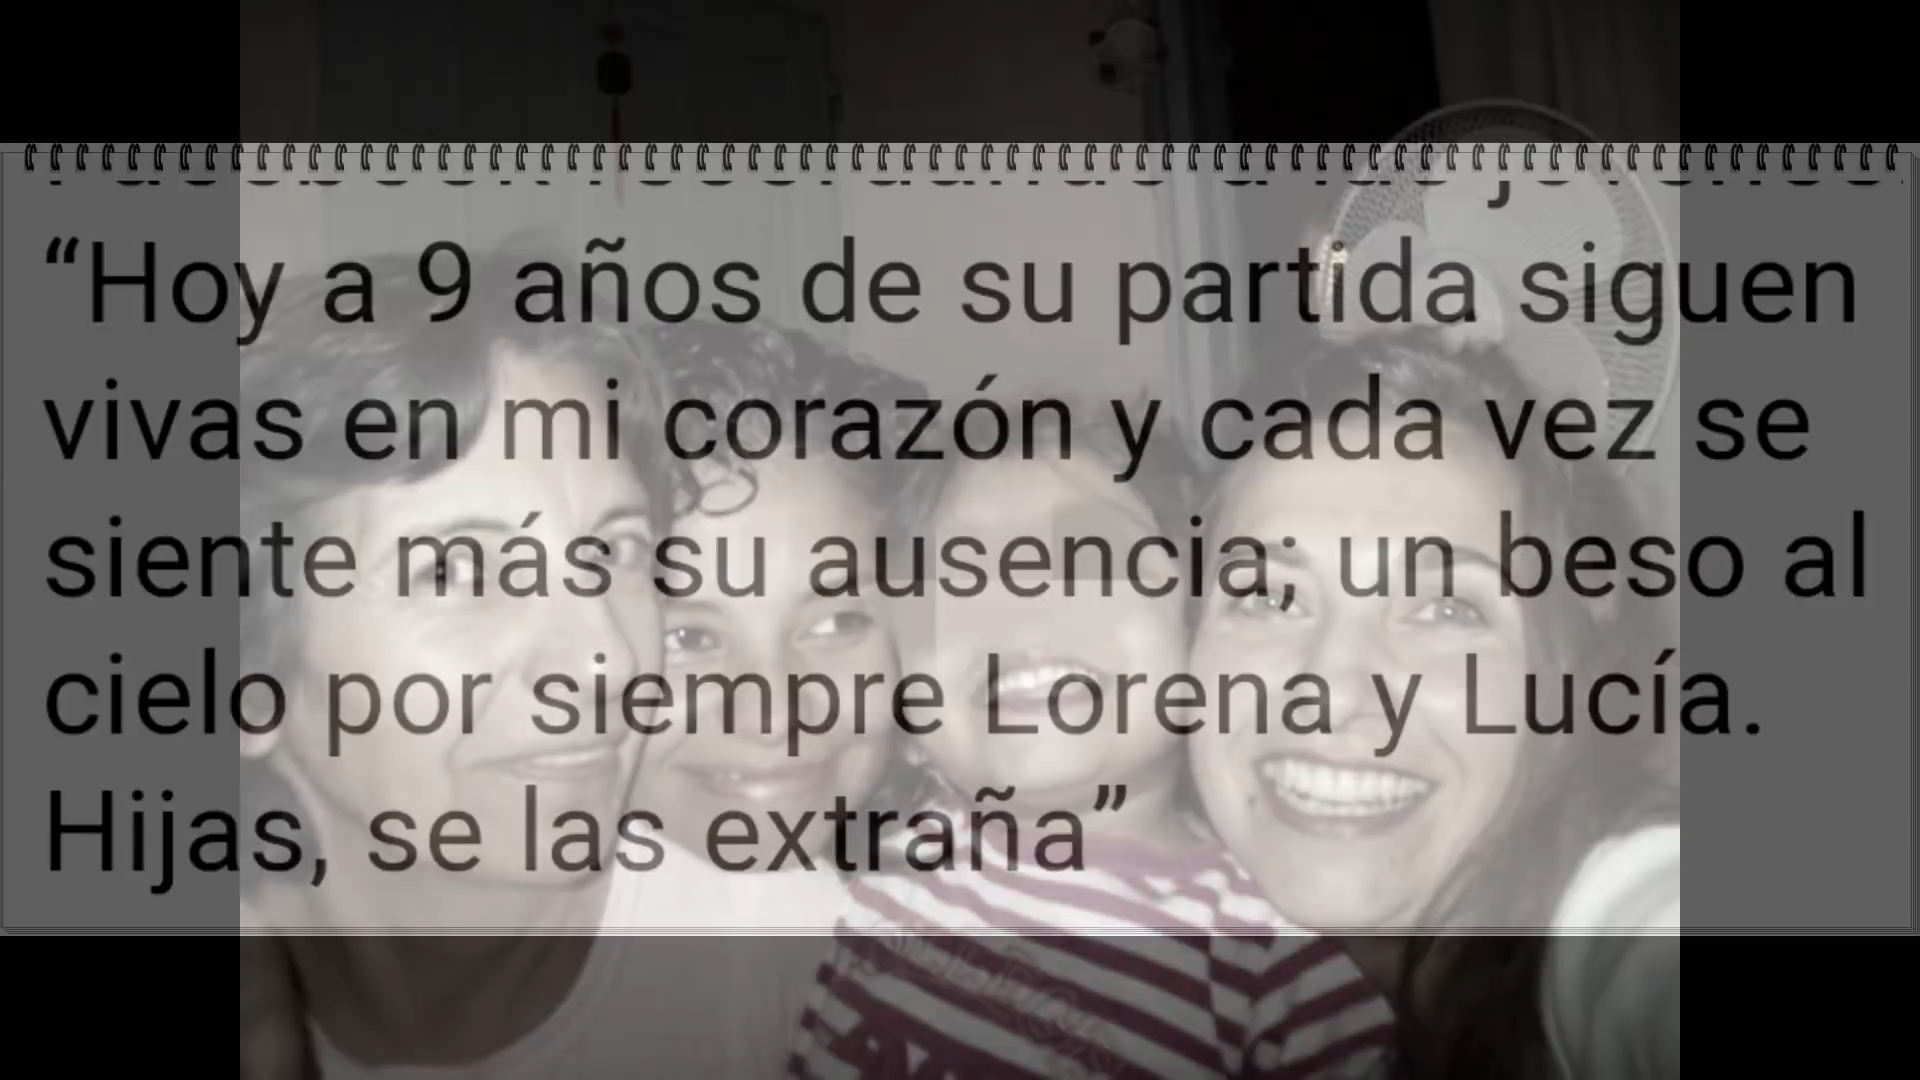 “Hoy a 9 años de su partida siguen
vivas en mi corazón y cada vez se
siente más su ausencia; un beso al
cielo por siempre Lorena y Lucía.
Hijas, se las extraña”